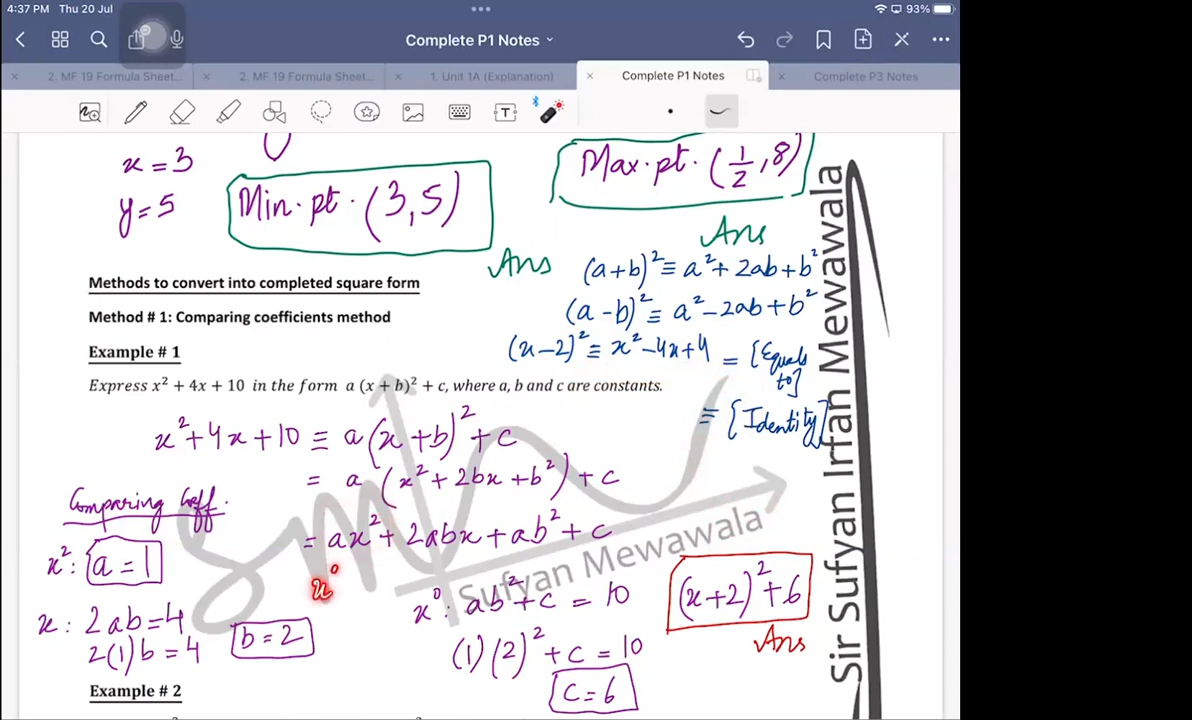 4:37 PM Thu 20 Jul
93%
Complete P1 Notes
2. MF 19 Formula Sheet...
2. MF 19 Formula Sheet...
1. Unit 1A (Explanation)
Complete P1 Notes
Complete P3 Notes
x = 3
y = 5
Min. pt. (3,5)
Ans
Max. pt. (1/2, 8)
Ans
(a+b)² ≡ a² + 2ab + b²
(a-b)² ≡ a² - 2ab + b²
(x-2)² ≡ x² - 4x + 4
= [Equals to]
≡ [Identity]
Methods to convert into completed square form
Method # 1: Comparing coefficients method
Example # 1
Express x² + 4x + 10 in the form a (x + b)² + c, where a, b and c are constants.
x² + 4x + 10 ≡ a(x + b)² + c
= a (x² + 2bx + b²) + c
= ax² + 2abx + ab² + c
Comparing Coeff.
x²: a = 1
x⁰
x: 2ab = 4
2(1)b = 4
b = 2
x⁰: ab² + c = 10
(1)(2)² + c = 10
c = 6
(x+2)² + 6
Ans
Example # 2
Sufyan Mewawala
Sir Sufyan Irfan Mewawala